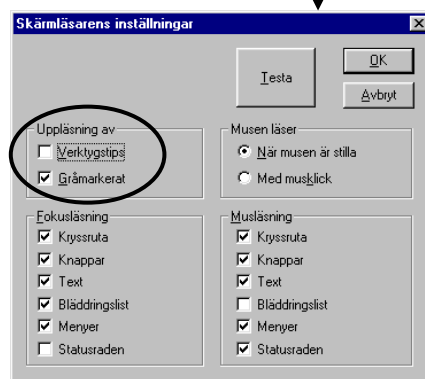 Skärmläsarens inställningar
Testa
OK
Avbryt
Uppläsning av
Verktygstips
Gråmarkerat
Musen läser
När musen är stilla
Med musklick
Fokusläsning
Kryssruta
Knappar
Text
Bläddringslist
Menyer
Statusraden
Musläsning
Kryssruta
Knappar
Text
Bläddringslist
Menyer
Statusraden